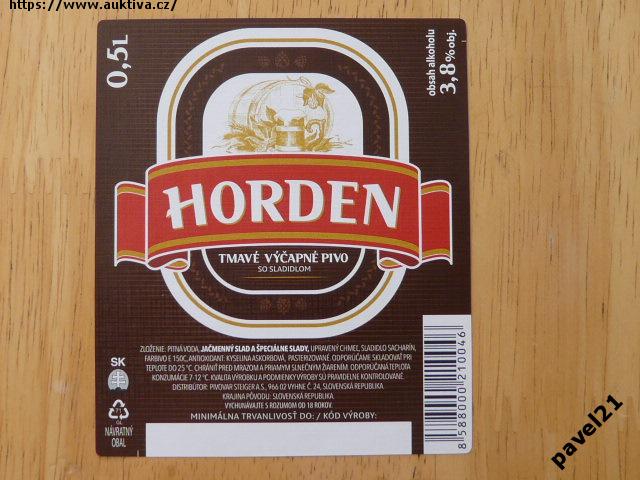 https://www.auktiva.cz/
0,5L
obsah alkoholu
3,8% obj.
HORDEN
TMAVÉ VÝČAPNÉ PIVO
SO SLADIDLOM
ZLOŽENIE: PITNÁ VODA, JAČMENNÝ SLAD A ŠPECIÁLNE SLADY, UPRAVENÝ CHMEĽ, SLADIDLO SACHARÍN,
FARBIVO E 150C, ANTIOXIDANT: KYSELINA ASKORBOVÁ, PASTERIZOVANÉ. ODPORÚČAME SKLADOVAŤ PRI
TEPLOTE DO 25 °C. CHRÁNIŤ PRED MRAZOM A PRIAMYM SLNEČNÝM ŽIARENÍM. ODPORÚČANÁ TEPLOTA
KONZUMÁCIE 7-12 °C. KVALITA VÝROBKU A PODMIENKY VÝROBY SÚ PRAVIDELNE KONTROLOVANÉ.
DISTRIBÚTOR: PIVOVAR STEIGER A.S., 966 02 VYHNE Č. 24, SLOVENSKÁ REPUBLIKA
KRAJINA PÔVODU: SLOVENSKÁ REPUBLIKA
VYCHUTNÁVAJTE S ROZUMOM OD 18 ROKOV.
MINIMÁLNA TRVANLIVOSŤ DO: / KÓD VÝROBY:
SK
GL
NÁVRATNÝ
OBAL
8 588000 210046
pavel21